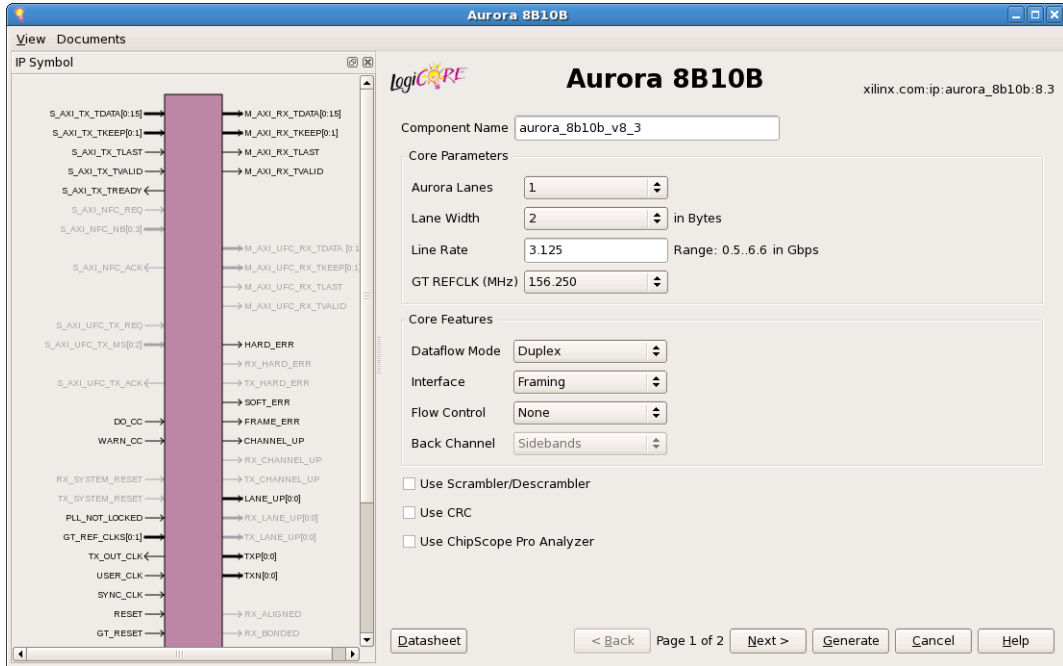 Aurora 8B10B
View Documents
IP Symbol
S_AXI_TX_TDATA[0:15]
S_AXI_TX_TKEEP[0:1]
S_AXI_TX_TLAST
S_AXI_TX_TVALID
S_AXI_TX_TREADY
S_AXI_NFC_REQ
S_AXI_NFC_NB[0:3]
S_AXI_NFC_ACK
S_AXI_UFC_TX_REQ
S_AXI_UFC_TX_MS[0:2]
S_AXI_UFC_TX_ACK
DO_CC
WARN_CC
RX_SYSTEM_RESET
TX_SYSTEM_RESET
PLL_NOT_LOCKED
GT_REF_CLKS[0:1]
TX_OUT_CLK
USER_CLK
SYNC_CLK
RESET
GT_RESET
M_AXI_RX_TDATA[0:15]
M_AXI_RX_TKEEP[0:1]
M_AXI_RX_TLAST
M_AXI_RX_TVALID
M_AXI_UFC_RX_TDATA [0:1
M_AXI_UFC_RX_TKEEP[0:1
M_AXI_UFC_RX_TLAST
M_AXI_UFC_RX_TVALID
HARD_ERR
RX_HARD_ERR
TX_HARD_ERR
SOFT_ERR
FRAME_ERR
CHANNEL_UP
RX_CHANNEL_UP
TX_CHANNEL_UP
LANE_UP[0:0]
RX_LANE_UP[0:0]
TX_LANE_UP[0:0]
TXP[0:0]
TXN[0:0]
RX_ALIGNED
RX_BONDED
LogiCORE
Aurora 8B10B
xilinx.com:ip:aurora_8b10b:8.3
Component Name aurora_8b10b_v8_3
Core Parameters
Aurora Lanes 1
Lane Width 2 in Bytes
Line Rate 3.125 Range: 0.5..6.6 in Gbps
GT REFCLK (MHz) 156.250
Core Features
Dataflow Mode Duplex
Interface Framing
Flow Control None
Back Channel Sidebands
Use Scrambler/Descrambler
Use CRC
Use ChipScope Pro Analyzer
Datasheet < Back Page 1 of 2 Next > Generate Cancel Help